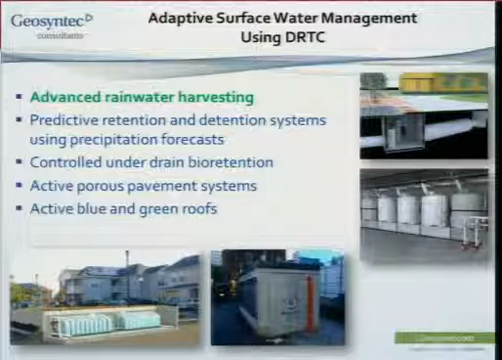 Geosyntec
consultants
Adaptive Surface Water Management
Using DRTC
Advanced rainwater harvesting
Predictive retention and detention systems
using precipitation forecasts
Controlled under drain bioretention
Active porous pavement systems
Active blue and green roofs